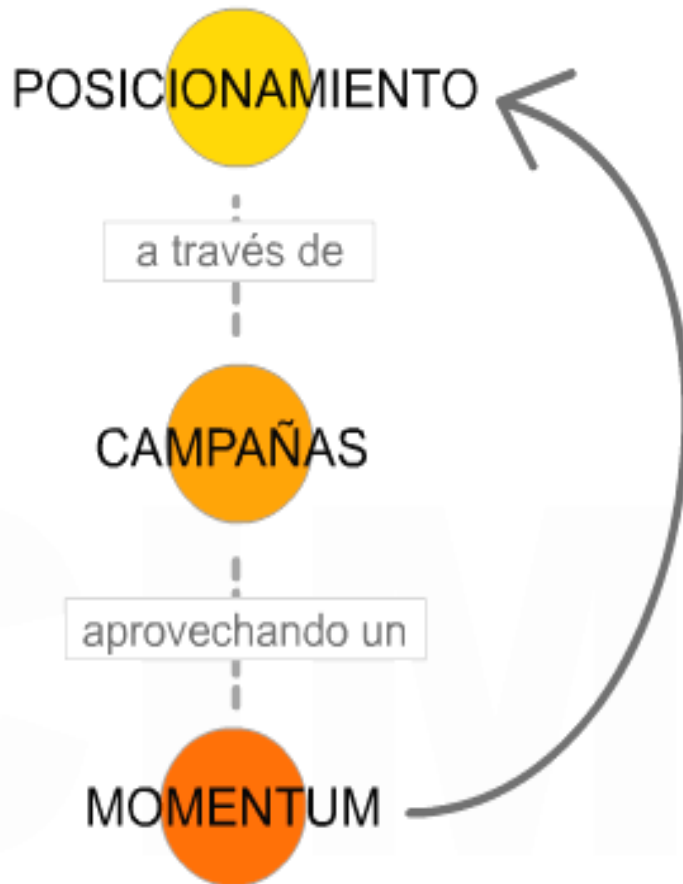 POSICIONAMIENTO
a través de
CAMPAÑAS
aprovechando un
MOMENTUM